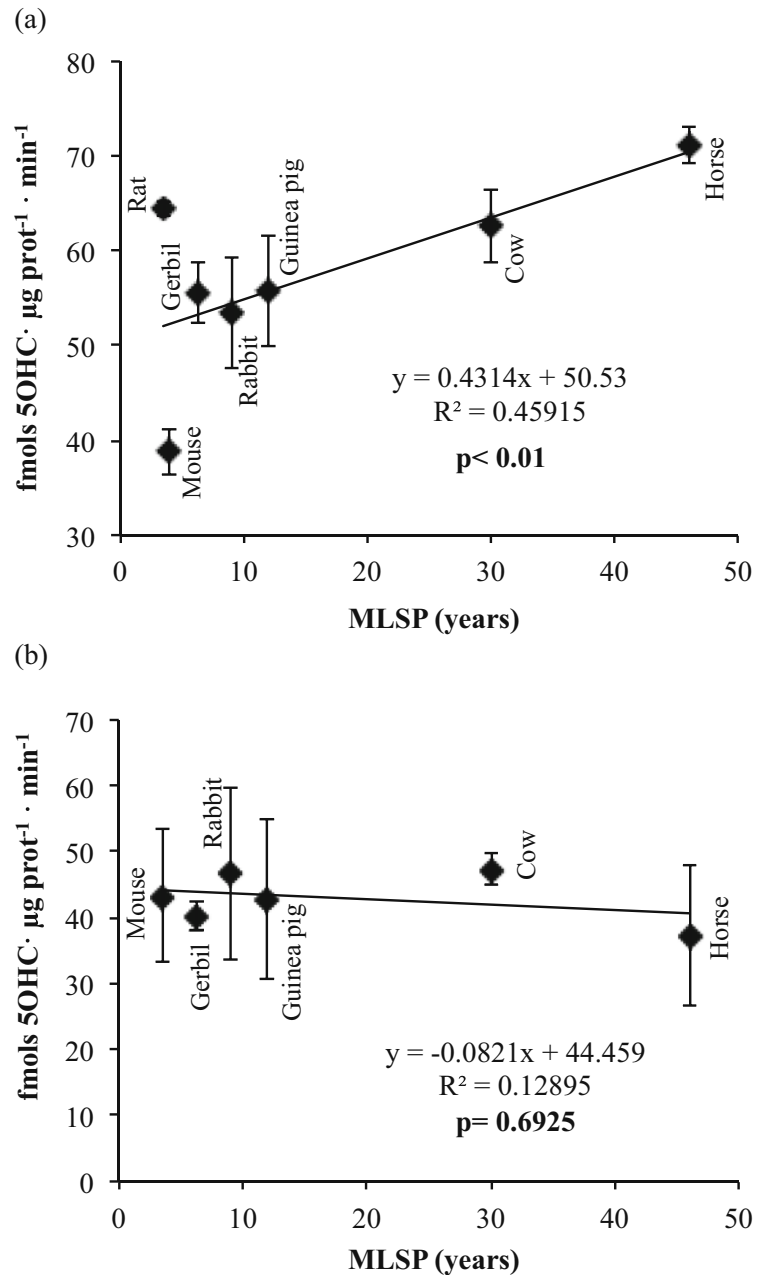 (a)
80
70
60
50
40
30
fmols 5OHC· µg prot⁻¹ · min⁻¹
Rat
Mouse
Gerbil
Rabbit
Guinea pig
Cow
Horse
y = 0.4314x + 50.53
R² = 0.45915
p< 0.01
0 10 20 30 40 50
MLSP (years)
(b)
70
60
50
40
30
20
10
0
fmols 5OHC· µg prot⁻¹ · min⁻¹
Mouse
Gerbil
Rabbit
Guinea pig
Cow
Horse
y = -0.0821x + 44.459
R² = 0.12895
p= 0.6925
0 10 20 30 40 50
MLSP (years)